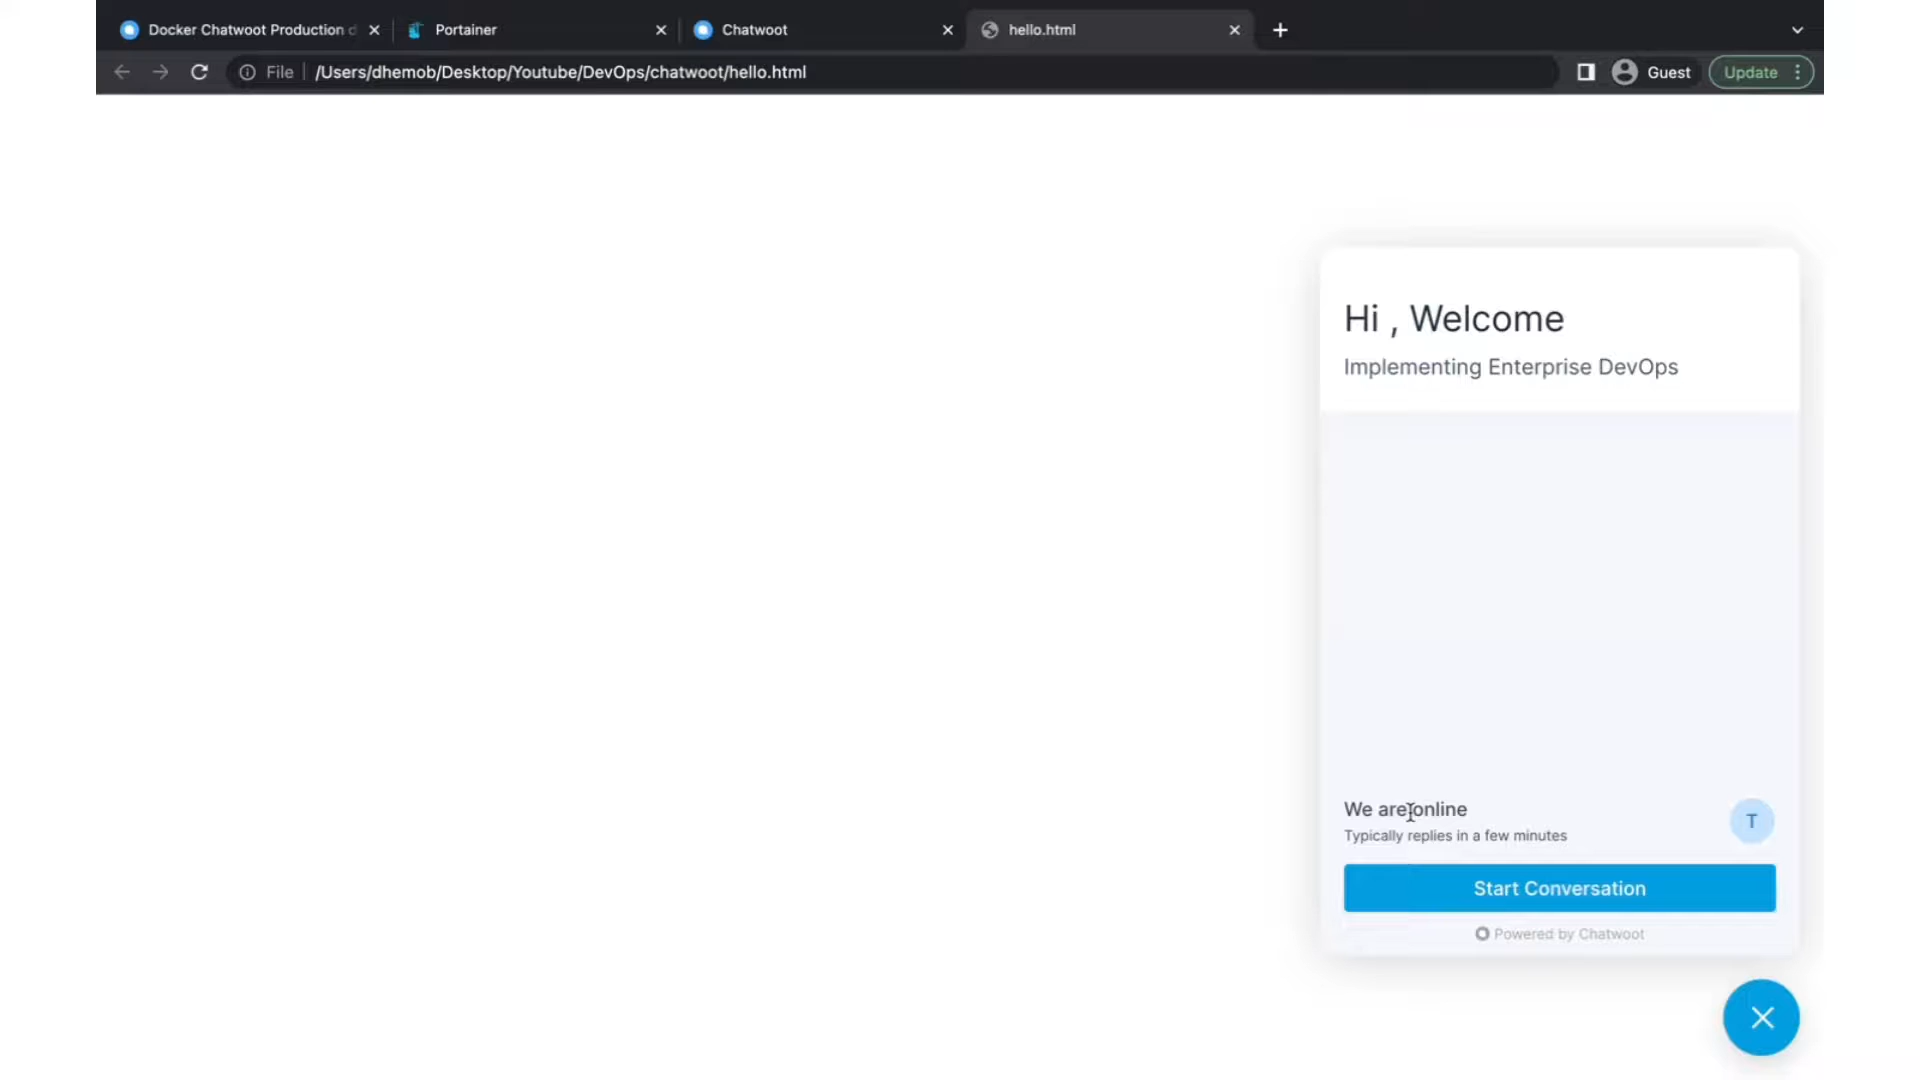 Docker Chatwoot Production d
Portainer
Chatwoot
hello.html
File
/Users/dhemob/Desktop/Youtube/DevOps/chatwoot/hello.html
Guest
Update
Hi , Welcome
Implementing Enterprise DevOps
We are online
Typically replies in a few minutes
T
Start Conversation
Powered by Chatwoot